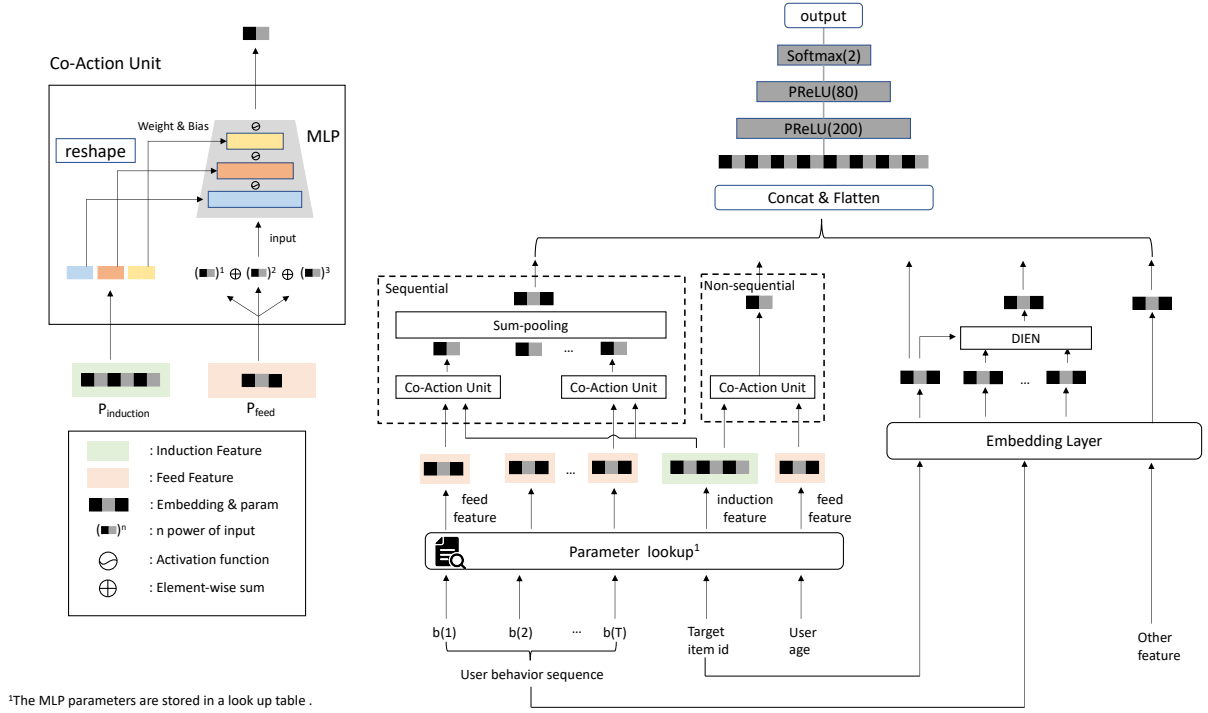 Co-Action Unit
Weight & Bias
MLP
reshape
input
( )¹ ⊕ ( )² ⊕ ( )³
P_induction
P_feed
: Induction Feature
: Feed Feature
: Embedding & param
( )ⁿ : n power of input
: Activation function
: Element-wise sum
¹The MLP parameters are stored in a look up table .
output
Softmax(2)
PReLU(80)
PReLU(200)
Concat & Flatten
Sequential
Sum-pooling
...
Co-Action Unit
Co-Action Unit
Non-sequential
Co-Action Unit
DIEN
...
Embedding Layer
...
feed
feature
induction
feature
feed
feature
Parameter lookup¹
b(1)
b(2)
...
b(T)
Target
item id
User
age
Other
feature
User behavior sequence